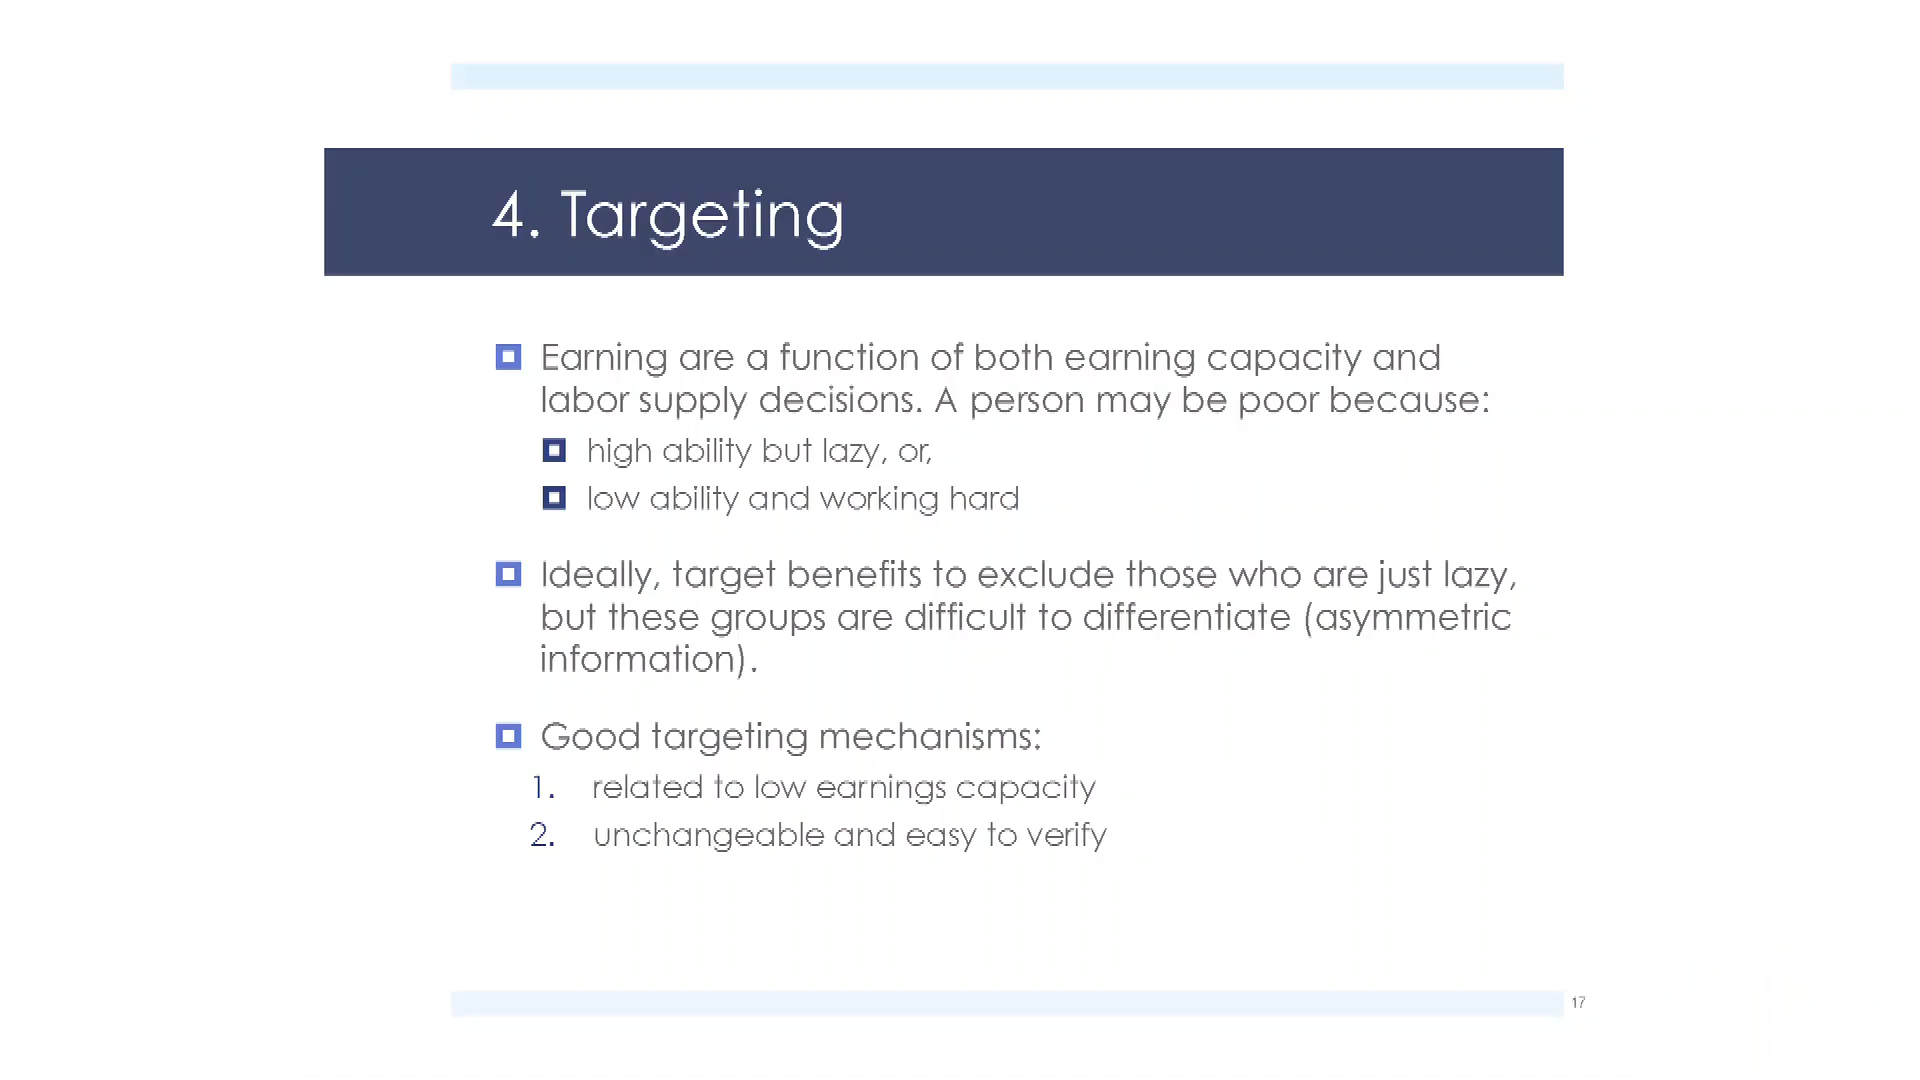 4. Targeting
Earning are a function of both earning capacity and
labor supply decisions. A person may be poor because:
high ability but lazy, or,
low ability and working hard
Ideally, target benefits to exclude those who are just lazy,
but these groups are difficult to differentiate (asymmetric
information).
Good targeting mechanisms:
1. related to low earnings capacity
2. unchangeable and easy to verify
17